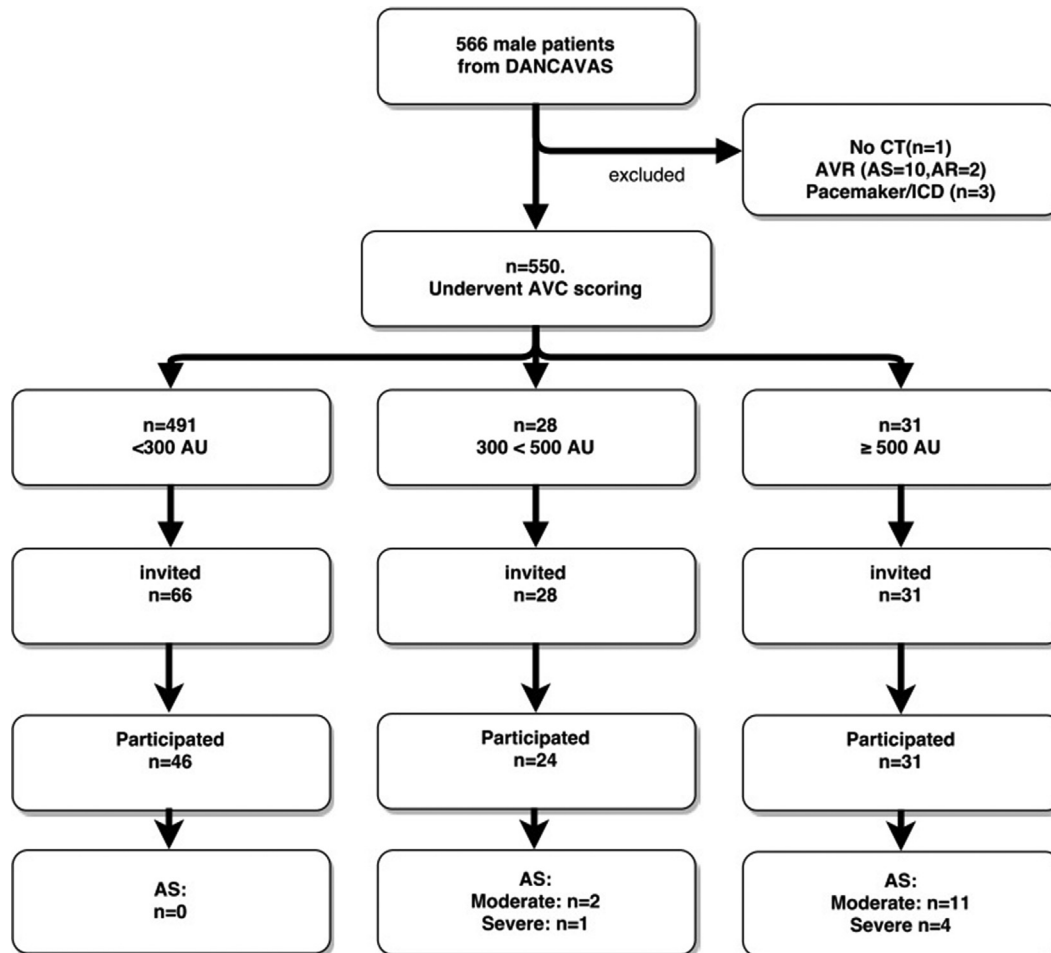 566 male patients
from DANCAVAS
No CT(n=1)
AVR (AS=10,AR=2)
Pacemaker/ICD (n=3)
excluded
n=550.
Undervent AVC scoring
n=491
<300 AU
n=28
300 < 500 AU
n=31
≥ 500 AU
invited
n=66
invited
n=28
invited
n=31
Participated
n=46
Participated
n=24
Participated
n=31
AS:
n=0
AS:
Moderate: n=2
Severe: n=1
AS:
Moderate: n=11
Severe n=4